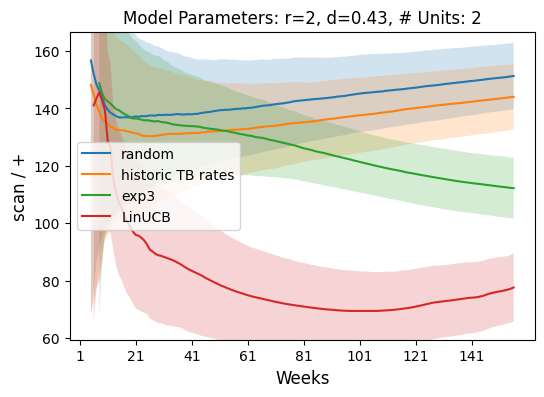 Model Parameters: r=2, d=0.43, # Units: 2
scan / +
160
140
120
100
80
60
random
historic TB rates
exp3
LinUCB
1 21 41 61 81 101 121 141
Weeks